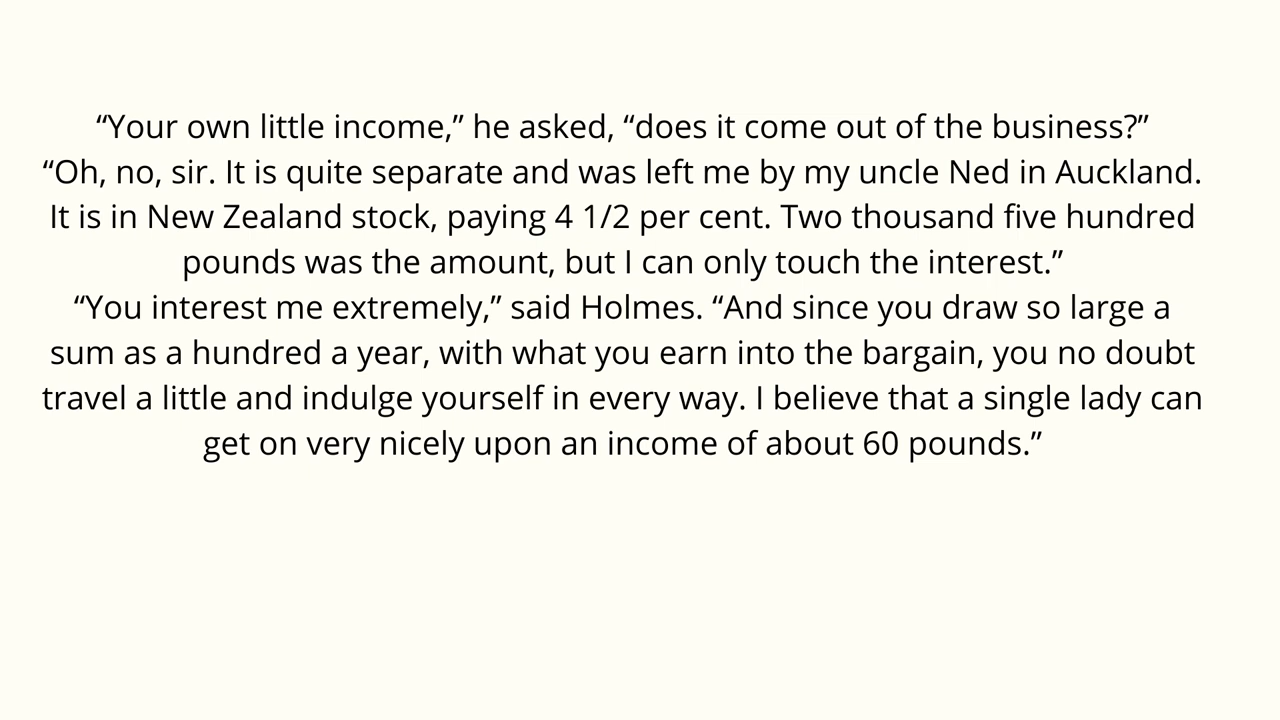 “Your own little income,” he asked, “does it come out of the business?”
“Oh, no, sir. It is quite separate and was left me by my uncle Ned in Auckland.
It is in New Zealand stock, paying 4 1/2 per cent. Two thousand five hundred
pounds was the amount, but I can only touch the interest.”
“You interest me extremely,” said Holmes. “And since you draw so large a
sum as a hundred a year, with what you earn into the bargain, you no doubt
travel a little and indulge yourself in every way. I believe that a single lady can
get on very nicely upon an income of about 60 pounds.”